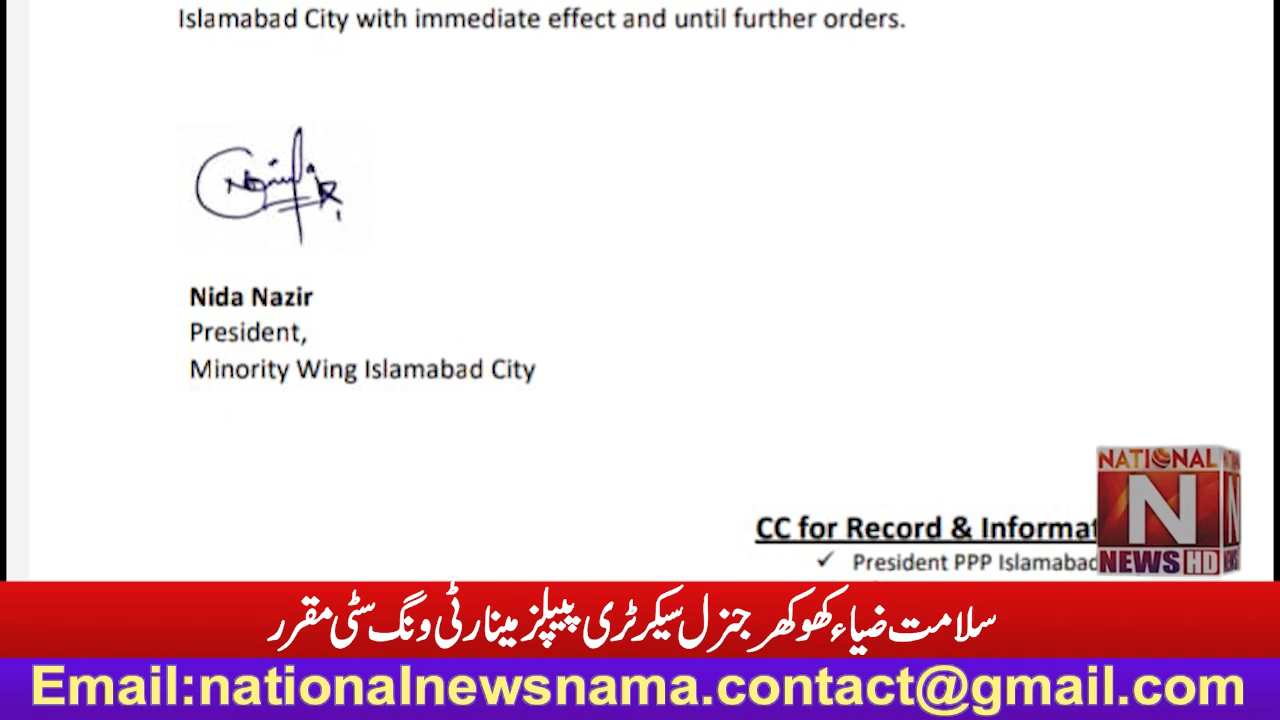 Islamabad City with immediate effect and until further orders.
Nida Nazir
President,
Minority Wing Islamabad City
CC for Record & Informat
✓ President PPP Islamabad
NATIONAL
N
NEWS HD
سلامت ضیاء کھوکھر جنرل سیکرٹری پیپلز مینارٹی ونگ سٹی مقرر
Email:nationalnewsnama.contact@gmail.com